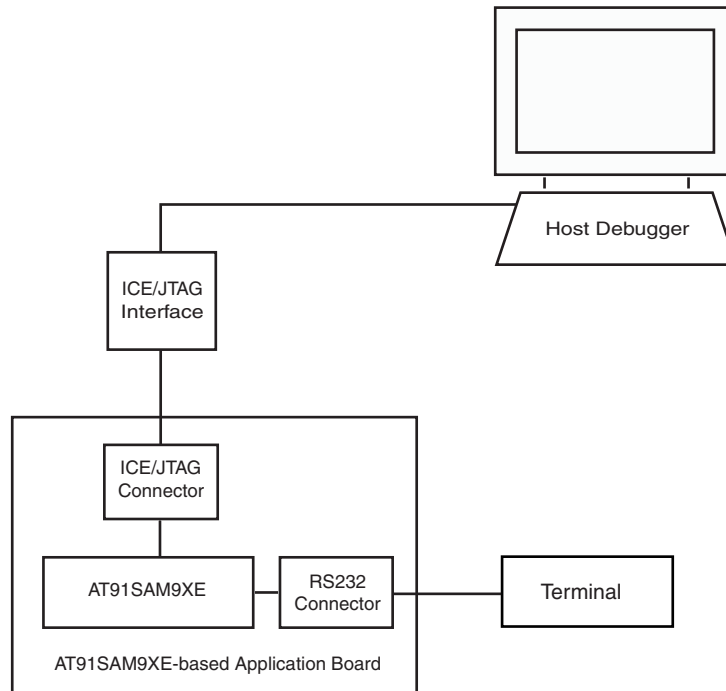 Host Debugger
ICE/JTAG
Interface
ICE/JTAG
Connector
AT91SAM9XE
RS232
Connector
Terminal
AT91SAM9XE-based Application Board